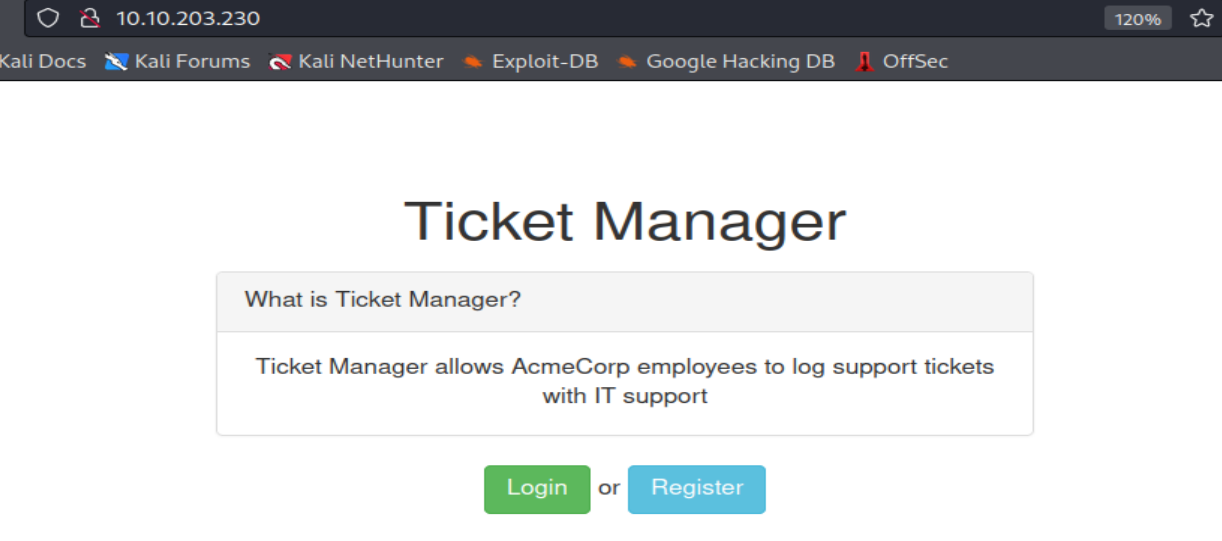 10.10.203.230 120%
Kali Docs Kali Forums Kali NetHunter Exploit-DB Google Hacking DB OffSec
Ticket Manager
What is Ticket Manager?
Ticket Manager allows AcmeCorp employees to log support tickets
with IT support
Login or Register